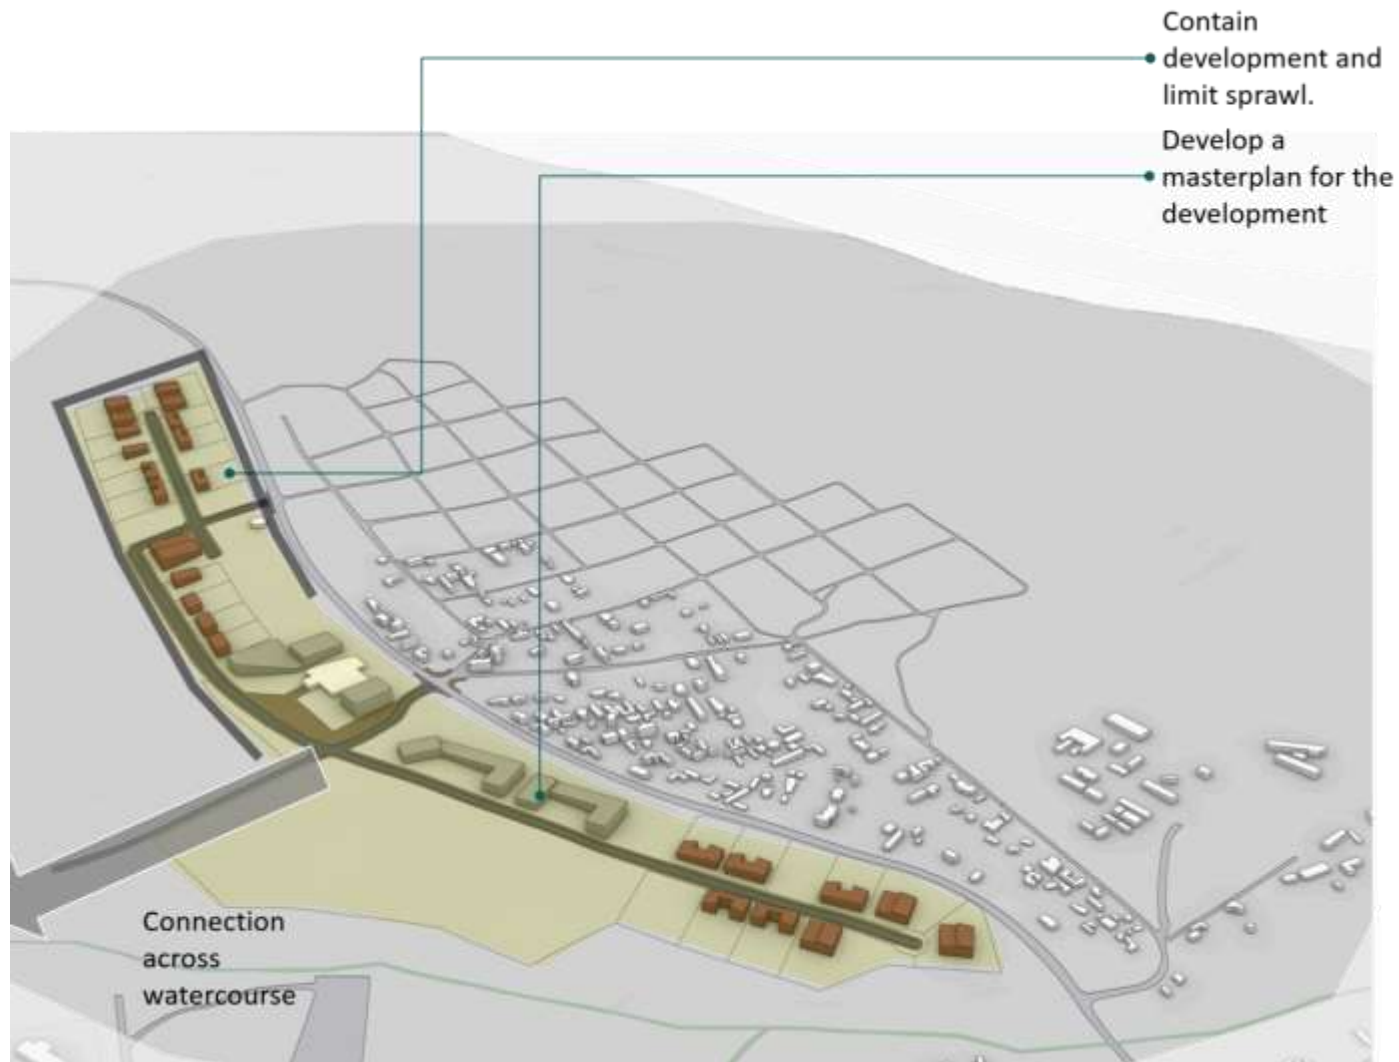 Contain
development and
limit sprawl.
Develop a
masterplan for the
development
Connection
across
watercourse